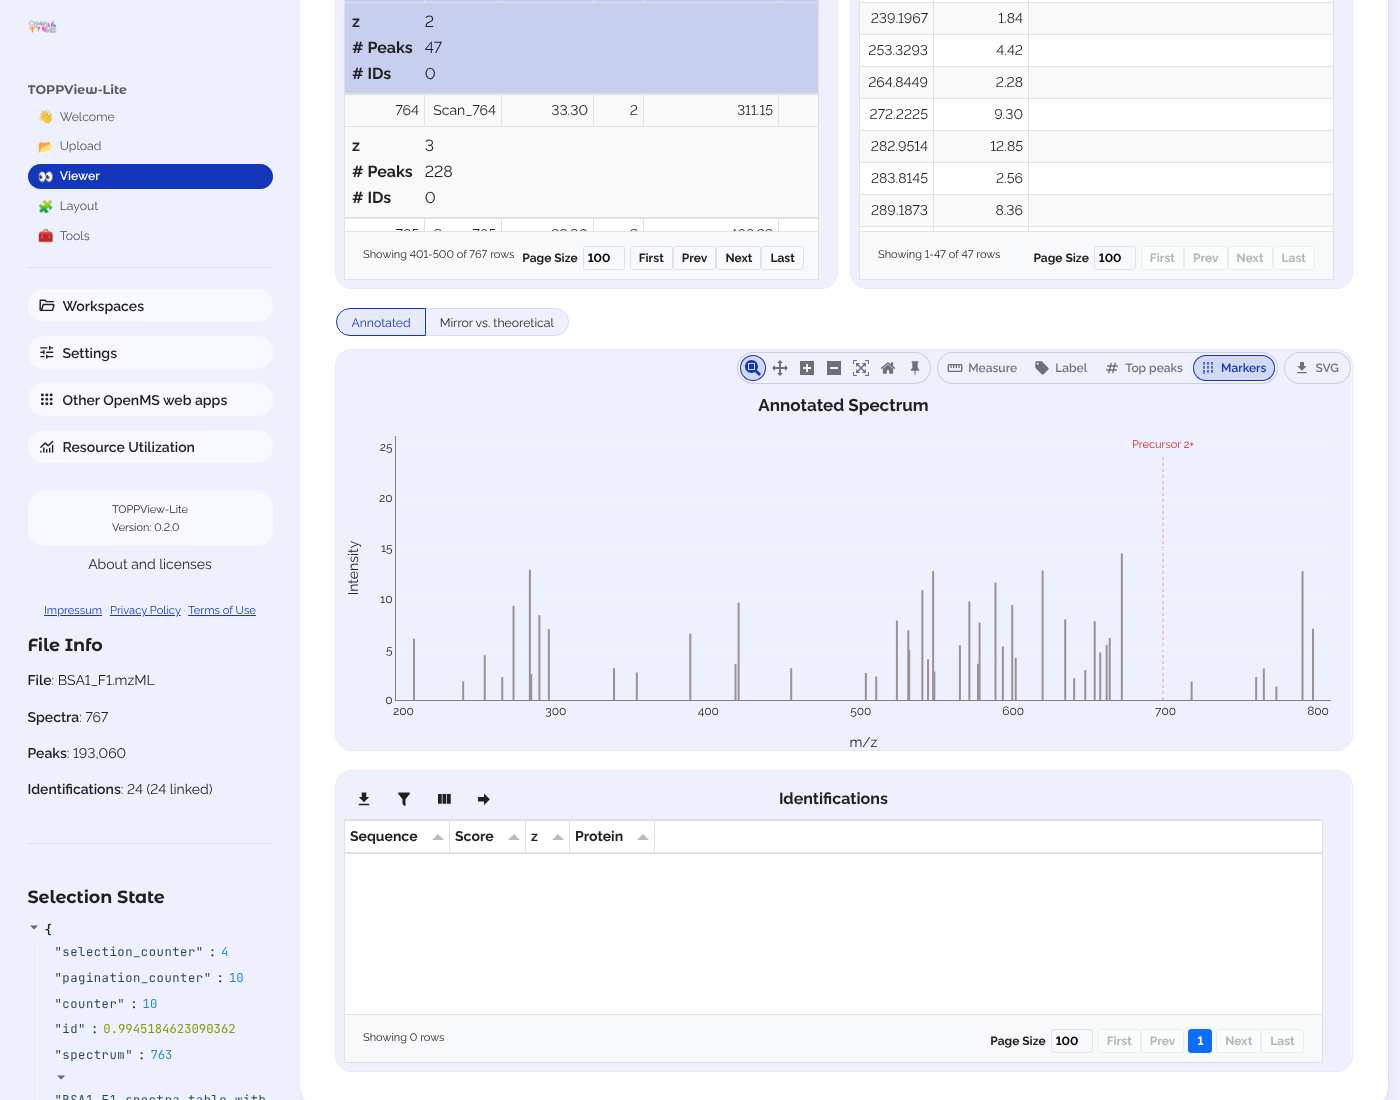 TOPPView-Lite
Welcome
Upload
Viewer
Layout
Tools
Workspaces
Settings
Other OpenMS web apps
Resource Utilization
TOPPView-Lite
Version: 0.2.0
About and licenses
Impressum · Privacy Policy · Terms of Use
File Info
File: BSA1_F1.mzML
Spectra: 767
Peaks: 193,060
Identifications: 24 (24 linked)
Selection State
{
"selection_counter" : 4
"pagination_counter" : 10
"counter" : 10
"id" : 0.9945184623090362
"spectrum" : 763
z 2
# Peaks 47
# IDs 0
764 Scan_764 33.30 2 311.15
z 3
# Peaks 228
# IDs 0
Showing 401-500 of 767 rows Page Size 100 First Prev Next Last
239.1967 1.84
253.3293 4.42
264.8449 2.28
272.2225 9.30
282.9514 12.85
283.8145 2.56
289.1873 8.36
Showing 1-47 of 47 rows Page Size 100 First Prev Next Last
Annotated Mirror vs. theoretical
Measure Label Top peaks Markers SVG
Annotated Spectrum
Precursor 2+
25
20
15
10
5
0
Intensity
200 300 400 500 600 700 800
m/z
Identifications
Sequence Score z Protein
Showing 0 rows Page Size 100 First Prev 1 Next Last